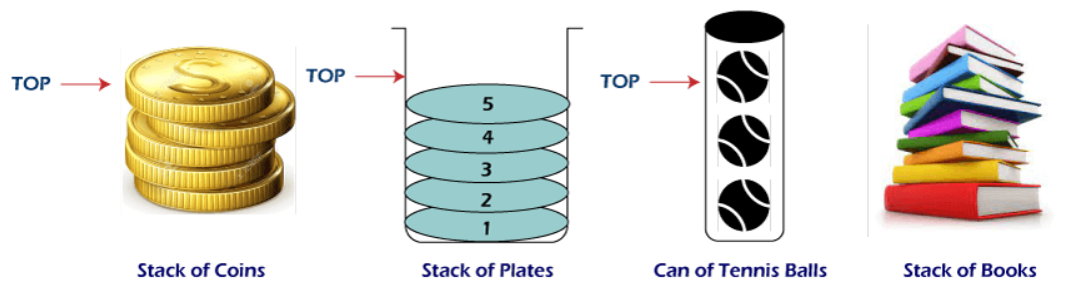 TOP
S
Stack of Coins
TOP
5
4
3
2
1
Stack of Plates
TOP
Can of Tennis Balls
Stack of Books